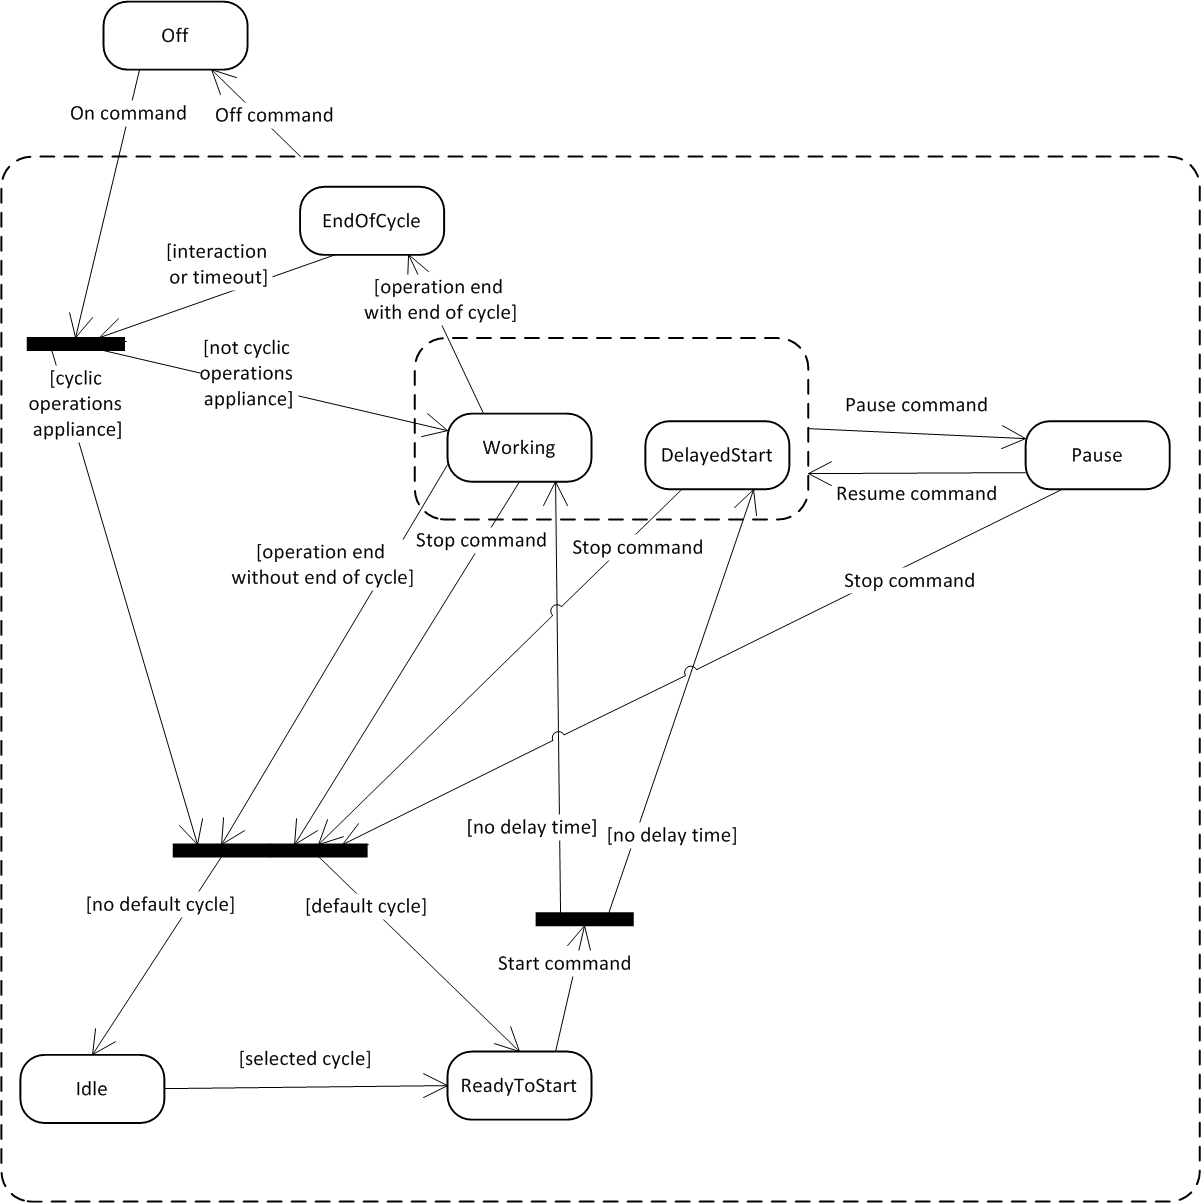 Off
On command
Off command
EndOfCycle
[interaction
or timeout]
[operation end
with end of cycle]
[not cyclic
operations
appliance]
[cyclic
operations
appliance]
Pause command
Working
DelayedStart
Pause
Resume command
Stop command
Stop command
[operation end
without end of cycle]
Stop command
[no delay time]
[no delay time]
[no default cycle]
[default cycle]
Start command
[selected cycle]
Idle
ReadyToStart